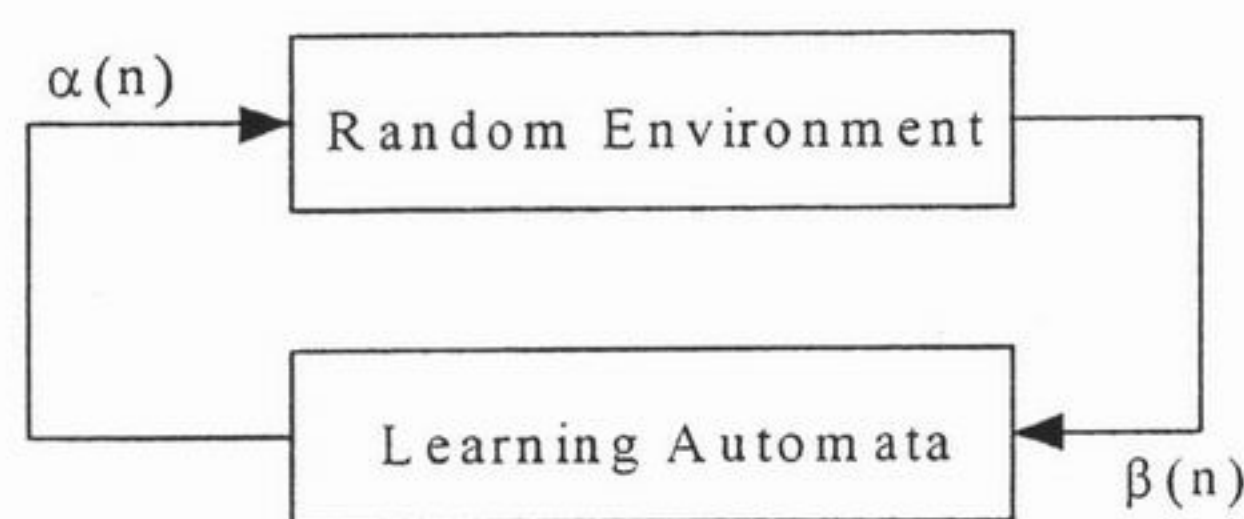 α(n)
Random Environment
Learning Automata
β(n)